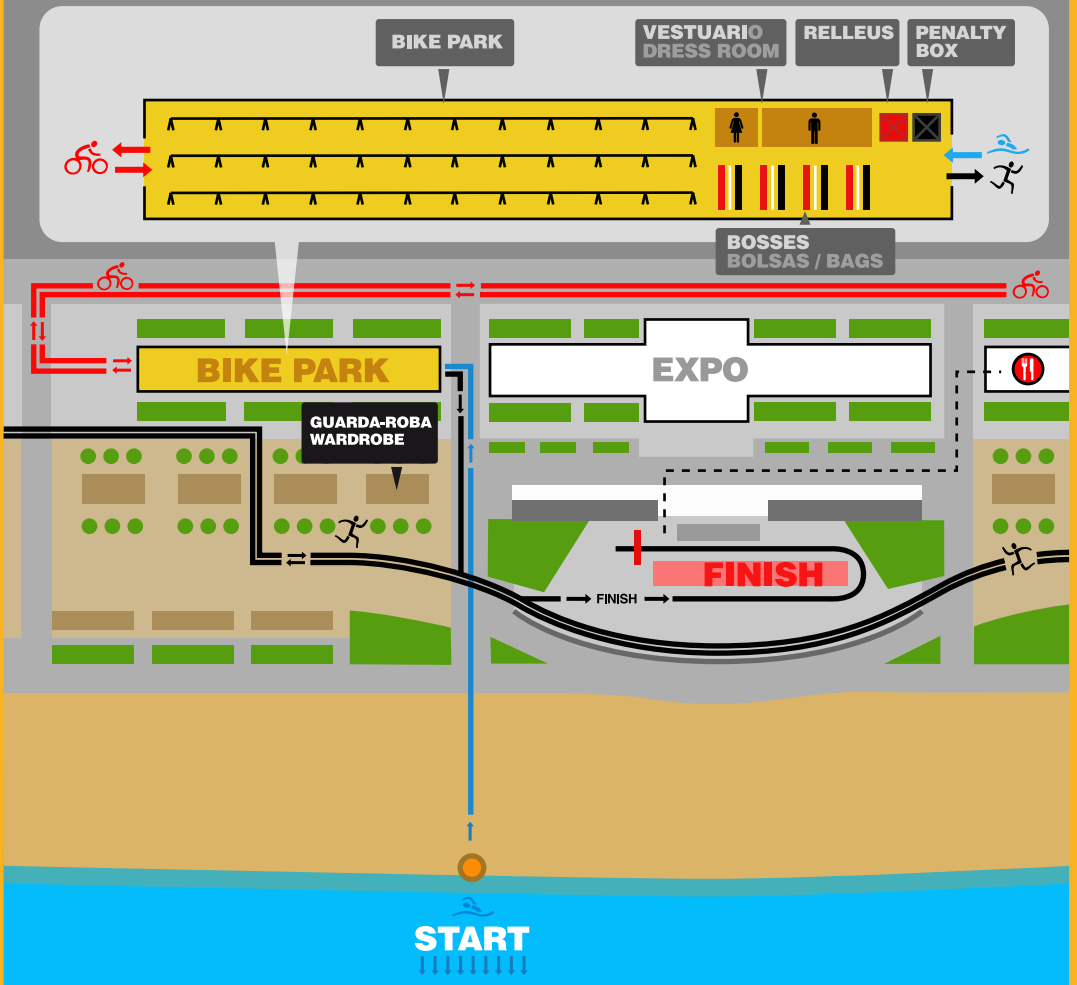 BIKE PARK
VESTUARIO
DRESS ROOM
RELLEUS
PENALTY
BOX
BOSSES
BOLSAS / BAGS
BIKE PARK
EXPO
GUARDA-ROBA
WARDROBE
FINISH
FINISH
START